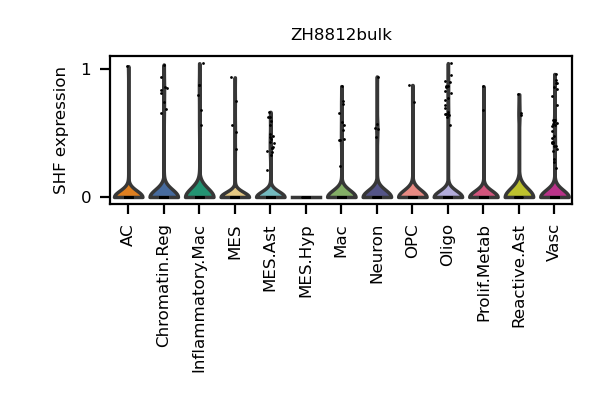 ZH8812bulk
SHF expression
1
0
AC
Chromatin.Reg
Inflammatory.Mac
MES
MES.Ast
MES.Hyp
Mac
Neuron
OPC
Oligo
Prolif.Metab
Reactive.Ast
Vasc